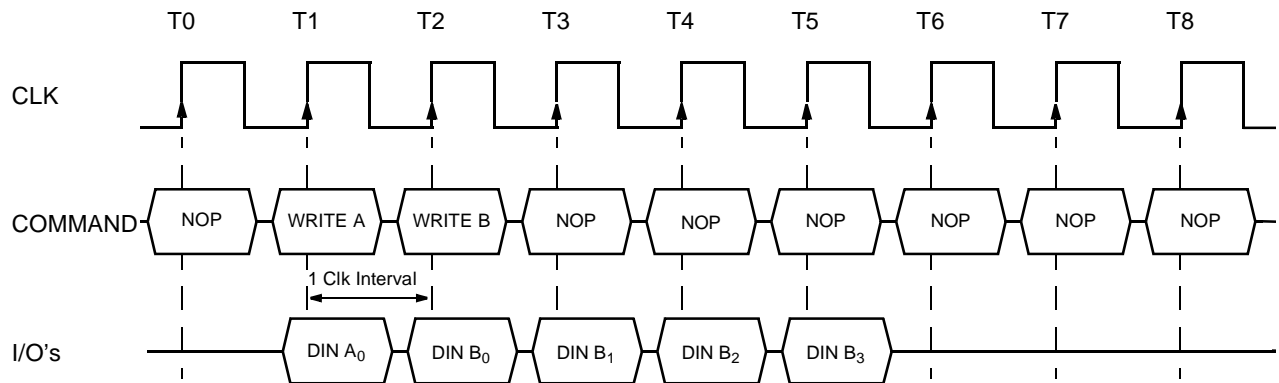 T0 T1 T2 T3 T4 T5 T6 T7 T8
CLK
COMMAND NOP WRITE A WRITE B NOP NOP NOP NOP NOP NOP
1 Clk Interval
I/O's DIN A0 DIN B0 DIN B1 DIN B2 DIN B3